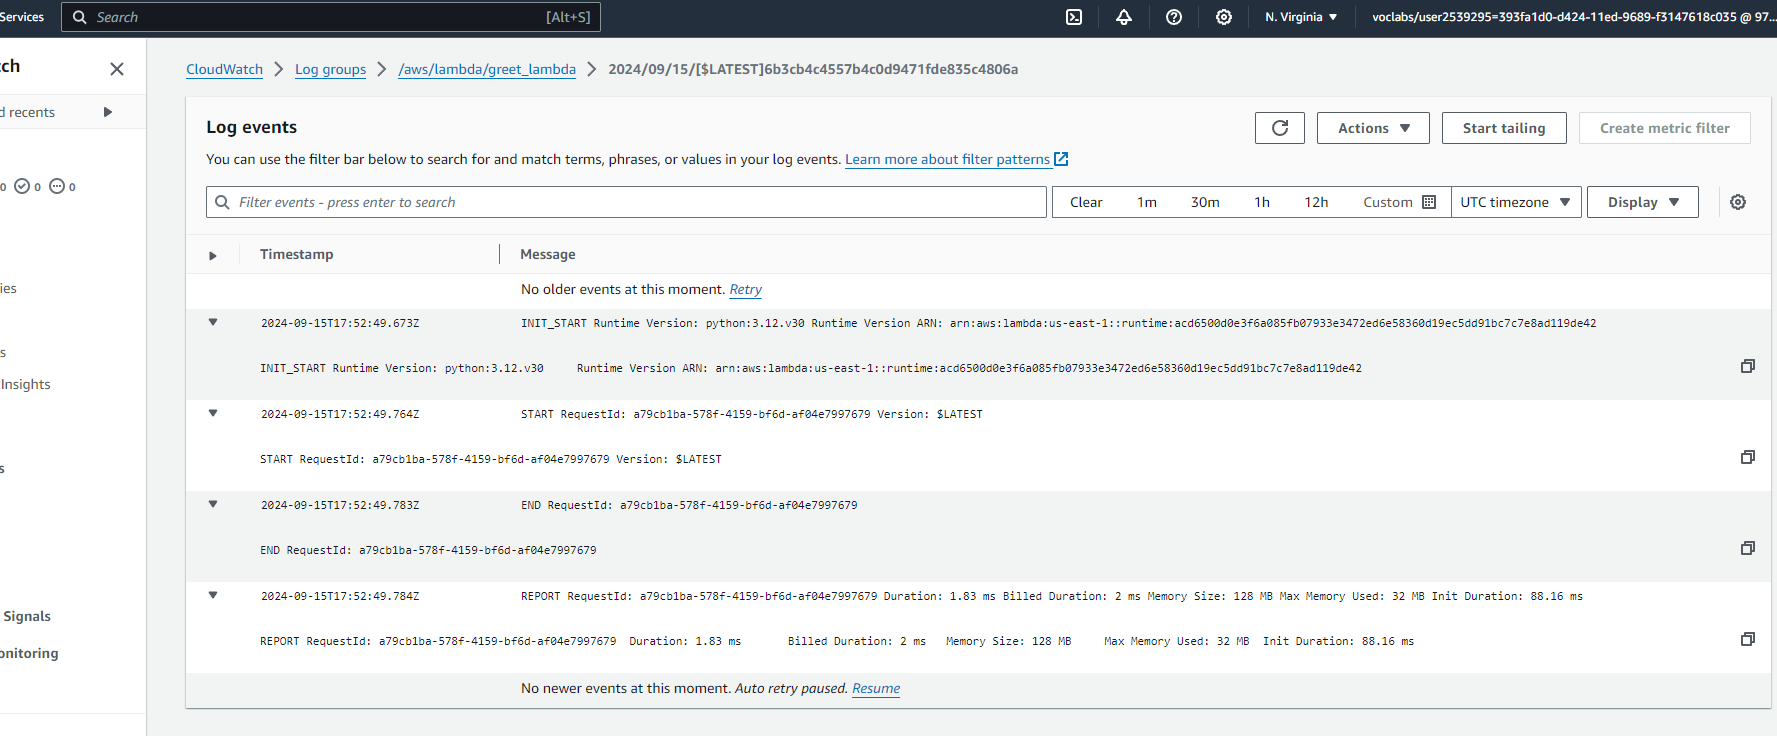 Services
Search
[Alt+S]
N. Virginia
voclabs/user2539295=393fa1d0-d424-11ed-9689-f3147618c035 @ 97...
tch
d recents
0 0 0
ies
s
Insights
s
Signals
onitoring
CloudWatch
Log groups
/aws/lambda/greet_lambda
2024/09/15/[$LATEST]6b3cb4c4557b4c0d9471fde835c4806a
Log events
Actions
Start tailing
Create metric filter
You can use the filter bar below to search for and match terms, phrases, or values in your log events. Learn more about filter patterns
Filter events - press enter to search
Clear 1m 30m 1h 12h Custom
UTC timezone
Display
Timestamp
Message
No older events at this moment. Retry
2024-09-15T17:52:49.673Z INIT_START Runtime Version: python:3.12.v30 Runtime Version ARN: arn:aws:lambda:us-east-1::runtime:acd6500d0e3f6a085fb07933e3472ed6e58360d19ec5dd91bc7c7e8ad119de42
INIT_START Runtime Version: python:3.12.v30 Runtime Version ARN: arn:aws:lambda:us-east-1::runtime:acd6500d0e3f6a085fb07933e3472ed6e58360d19ec5dd91bc7c7e8ad119de42
2024-09-15T17:52:49.764Z START RequestId: a79cb1ba-578f-4159-bf6d-af04e7997679 Version: $LATEST
START RequestId: a79cb1ba-578f-4159-bf6d-af04e7997679 Version: $LATEST
2024-09-15T17:52:49.783Z END RequestId: a79cb1ba-578f-4159-bf6d-af04e7997679
END RequestId: a79cb1ba-578f-4159-bf6d-af04e7997679
2024-09-15T17:52:49.784Z REPORT RequestId: a79cb1ba-578f-4159-bf6d-af04e7997679 Duration: 1.83 ms Billed Duration: 2 ms Memory Size: 128 MB Max Memory Used: 32 MB Init Duration: 88.16 ms
REPORT RequestId: a79cb1ba-578f-4159-bf6d-af04e7997679 Duration: 1.83 ms Billed Duration: 2 ms Memory Size: 128 MB Max Memory Used: 32 MB Init Duration: 88.16 ms
No newer events at this moment. Auto retry paused. Resume